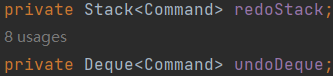 private Stack<Command> redoStack;
8 usages
private Deque<Command> undoDeque;